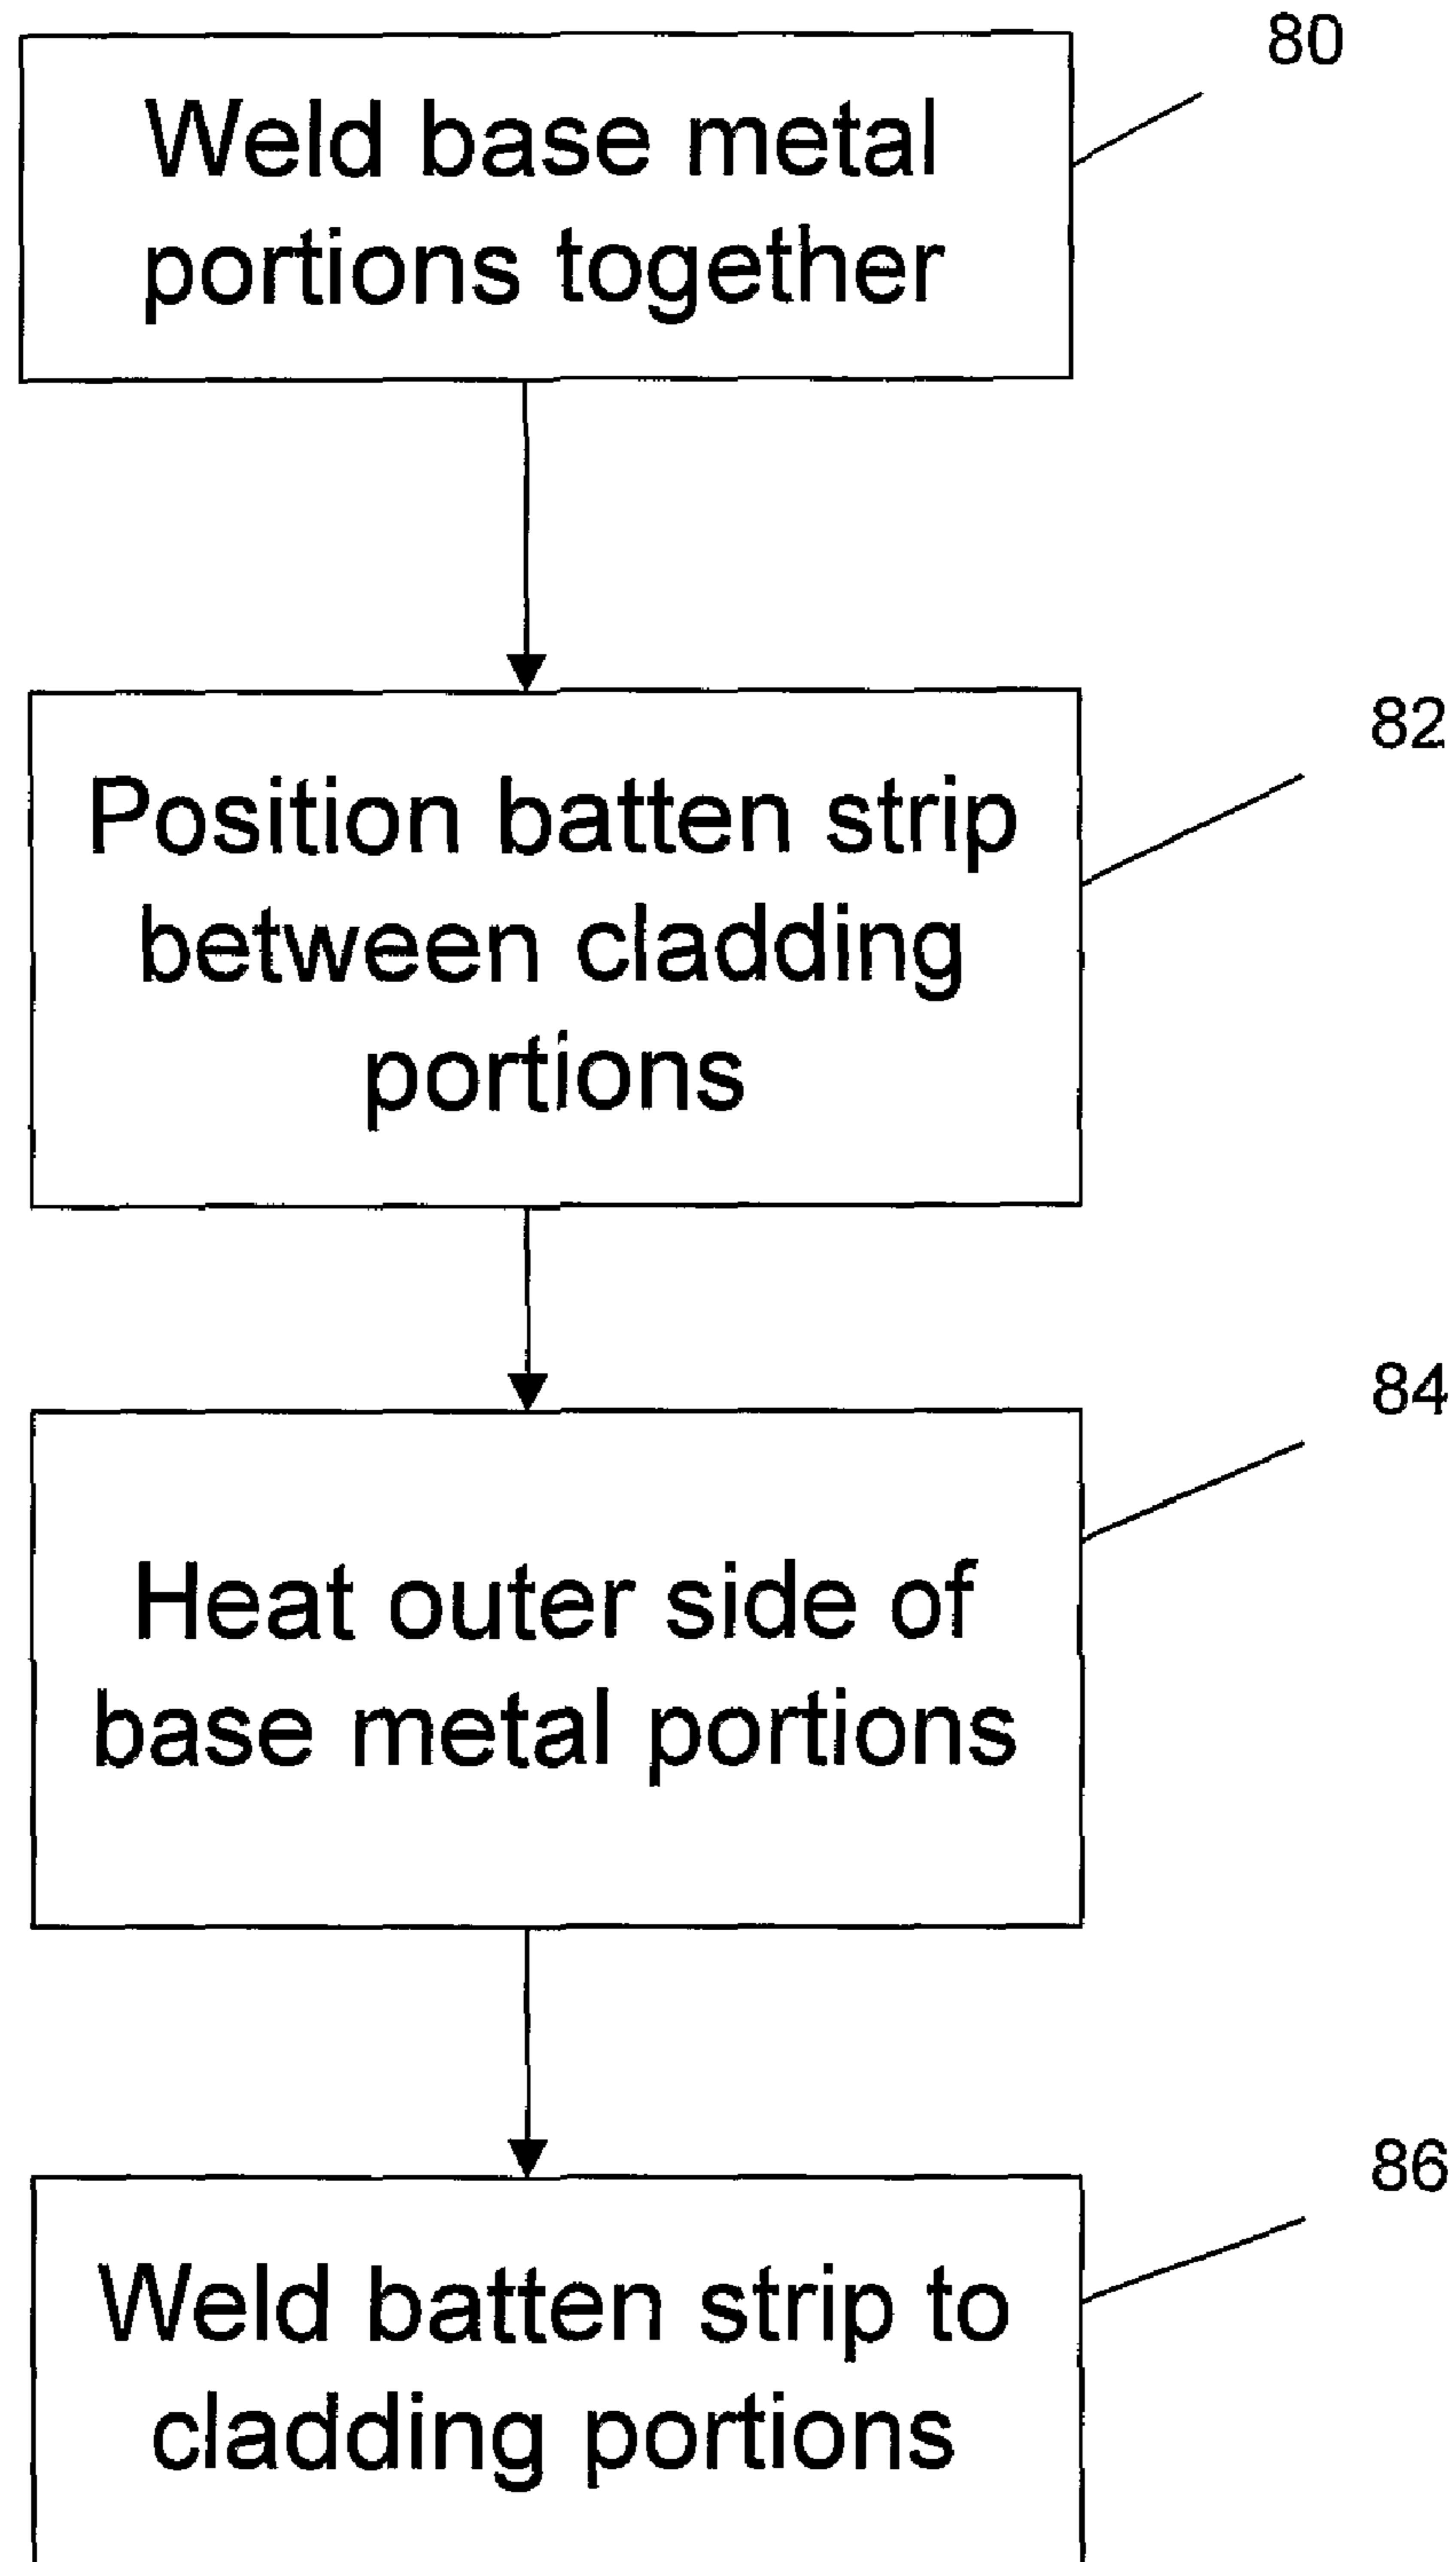 80
Weld base metal
portions together
82
Position batten strip
between cladding
portions
84
Heat outer side of
base metal portions
86
Weld batten strip to
cladding portions